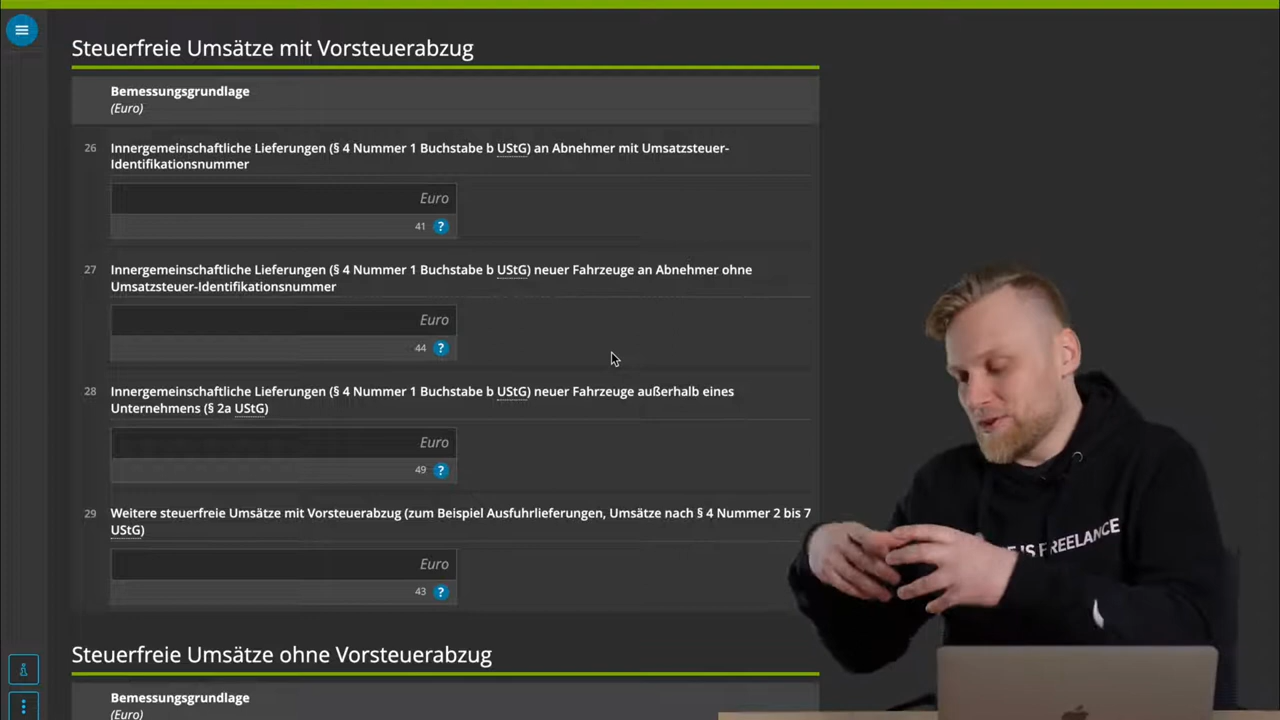 Steuerfreie Umsätze mit Vorsteuerabzug
Bemessungsgrundlage
(Euro)
26 Innergemeinschaftliche Lieferungen (§ 4 Nummer 1 Buchstabe b UStG) an Abnehmer mit Umsatzsteuer-
Identifikationsnummer
Euro
41 ?
27 Innergemeinschaftliche Lieferungen (§ 4 Nummer 1 Buchstabe b UStG) neuer Fahrzeuge an Abnehmer ohne
Umsatzsteuer-Identifikationsnummer
Euro
44 ?
28 Innergemeinschaftliche Lieferungen (§ 4 Nummer 1 Buchstabe b UStG) neuer Fahrzeuge außerhalb eines
Unternehmens (§ 2a UStG)
Euro
49 ?
29 Weitere steuerfreie Umsätze mit Vorsteuerabzug (zum Beispiel Ausfuhrlieferungen, Umsätze nach § 4 Nummer 2 bis 7
UStG)
Euro
43 ?
IS FREELANCE
Steuerfreie Umsätze ohne Vorsteuerabzug
Bemessungsgrundlage
(Euro)